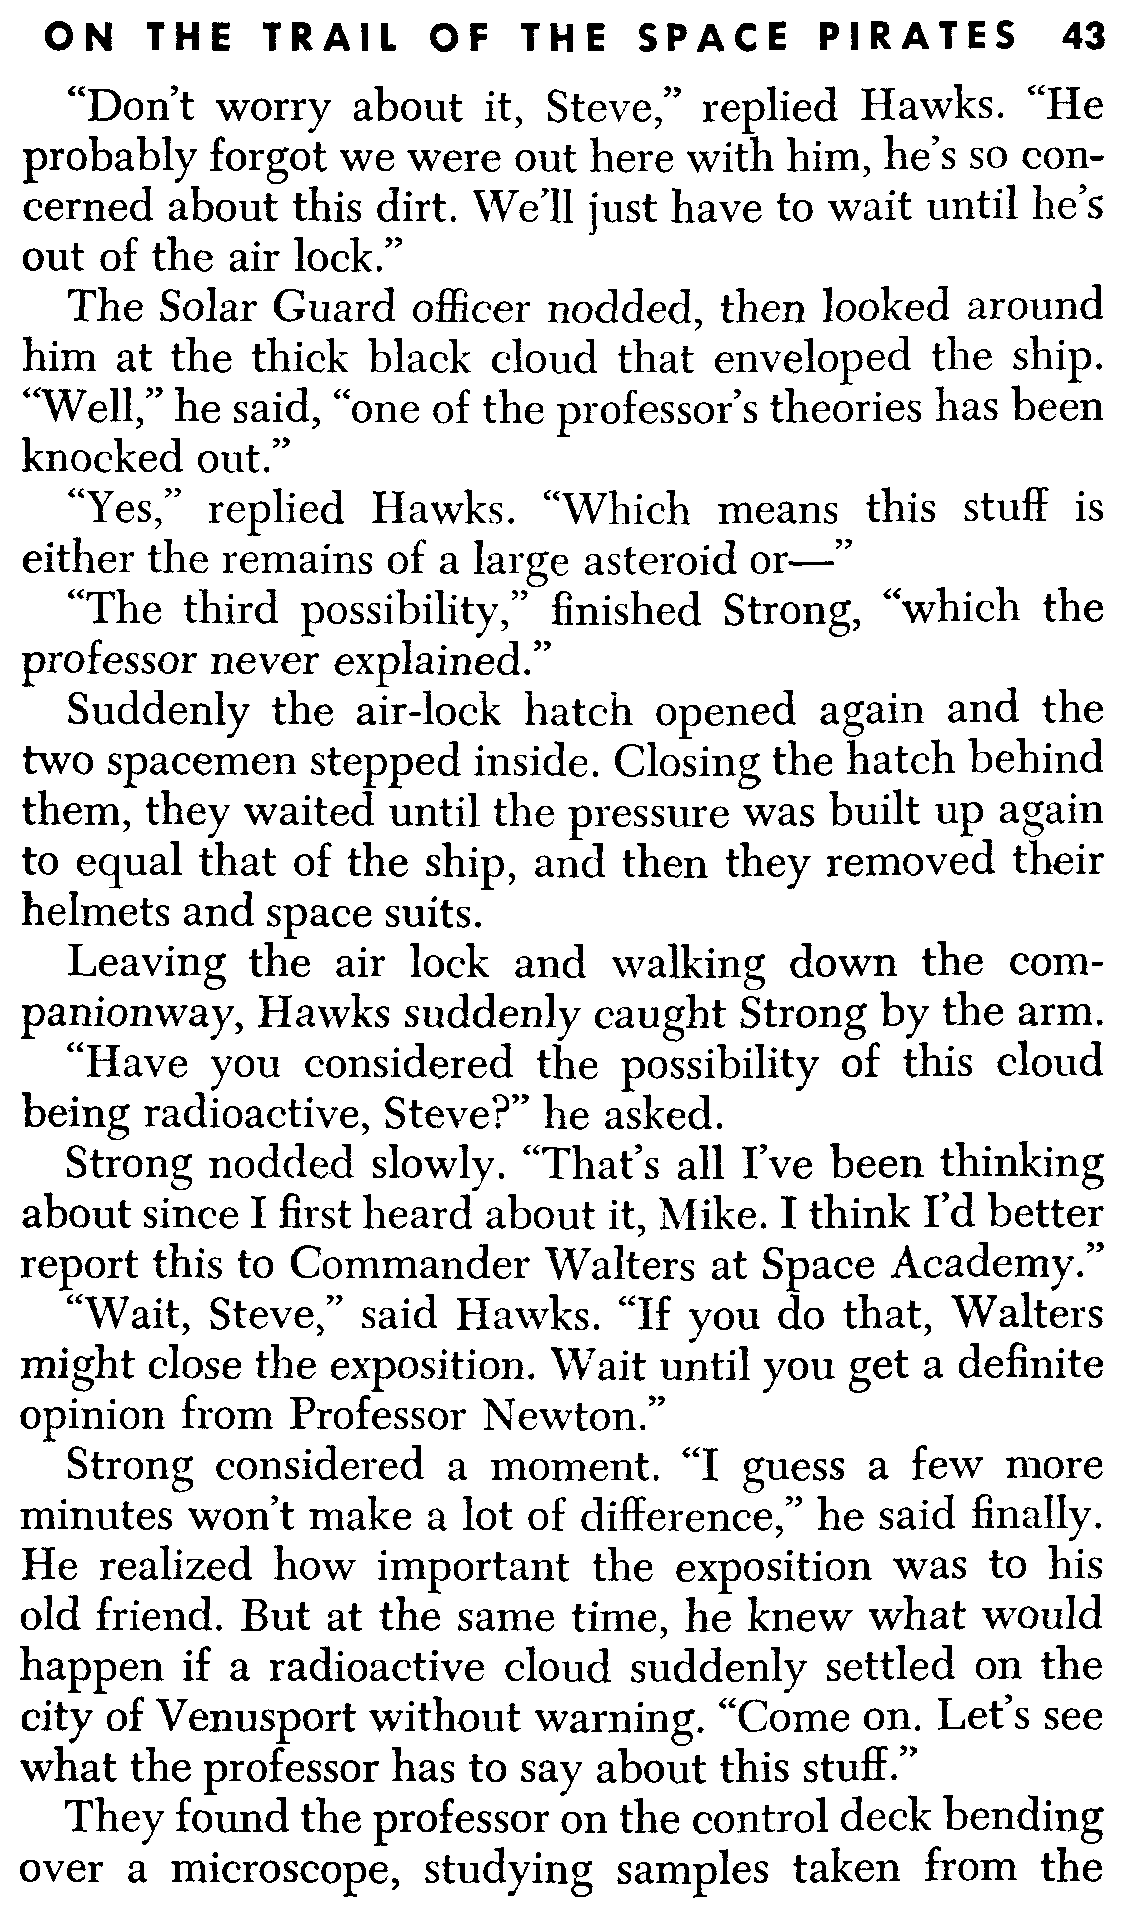 ON THE TRAIL OF THE SPACE PIRATES 43
“Don’t worry about it, Steve,” replied Hawks. “He
probably forgot we were out here with him, he’s so con-
cerned about this dirt. We’ll just have to wait until he’s
out of the air lock.”
The Solar Guard officer nodded, then looked around
him at the thick black cloud that enveloped the ship.
“Well,” he said, “one of the professor’s theories has been
knocked out.”
“Yes,” replied Hawks. “Which means this stuff is
either the remains of a large asteroid or—”
“The third possibility,” finished Strong, “which the
professor never explained.”
Suddenly the air-lock hatch opened again and the
two spacemen stepped inside. Closing the hatch behind
them, they waited until the pressure was built up again
to equal that of the ship, and then they removed their
helmets and space suits.
Leaving the air lock and walking down the com-
panionway, Hawks suddenly caught Strong by the arm.
“Have you considered the possibility of this cloud
being radioactive, Steve?” he asked.
Strong nodded slowly. “That’s all I’ve been thinking
about since I first heard about it, Mike. I think I’d better
report this to Commander Walters at Space Academy.”
“Wait, Steve,” said Hawks. “If you do that, Walters
might close the exposition. Wait until you get a definite
opinion from Professor Newton.”
Strong considered a moment. “I guess a few more
minutes won’t make a lot of difference,” he said finally.
He realized how important the exposition was to his
old friend. But at the same time, he knew what would
happen if a radioactive cloud suddenly settled on the
city of Venusport without warning. “Come on. Let’s see
what the professor has to say about this stuff.”
They found the professor on the control deck bending
over a microscope, studying samples taken from the